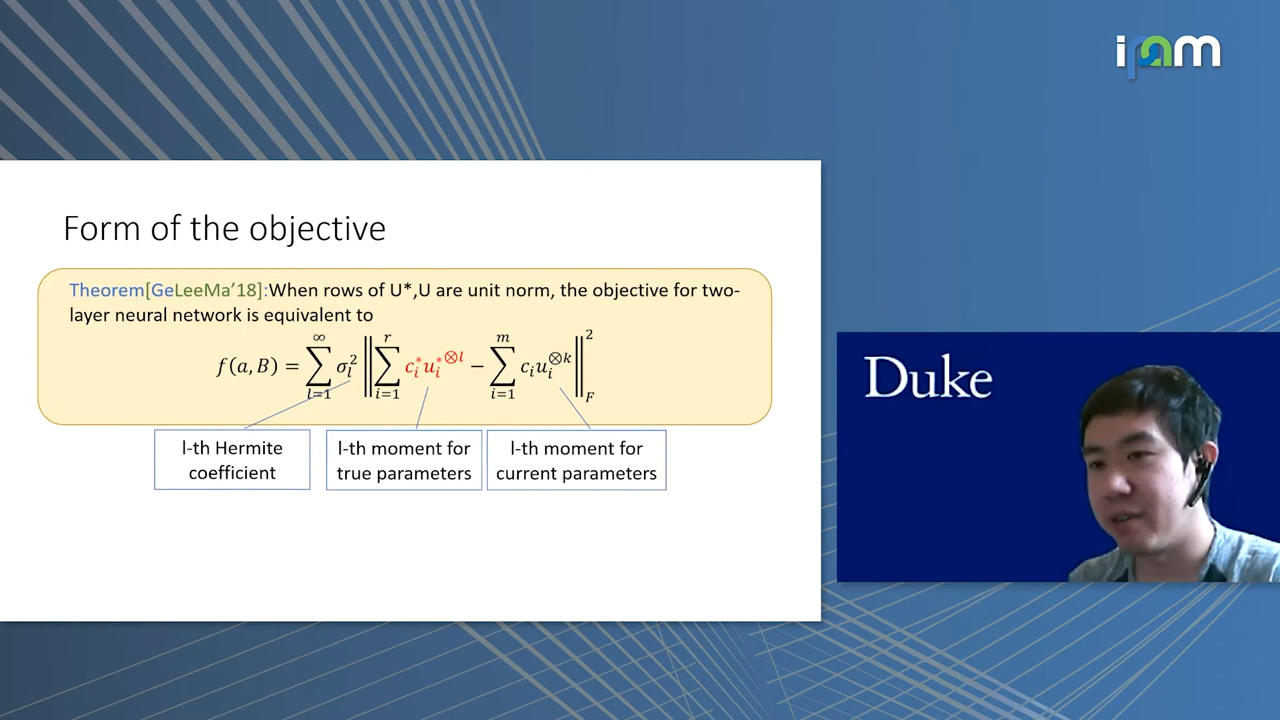 ipam
Form of the objective
Theorem[GeLeeMa'18]:When rows of U*,U are unit norm, the objective for two-
layer neural network is equivalent to
f(a, B) = ∑_{l=1}^{∞} σ_l^2 ‖∑_{i=1}^{r} c_i^* u_i^{*⊗l} − ∑_{i=1}^{m} c_i u_i^{⊗k}‖_F^2
l-th Hermite
coefficient
l-th moment for
true parameters
l-th moment for
current parameters
Duke